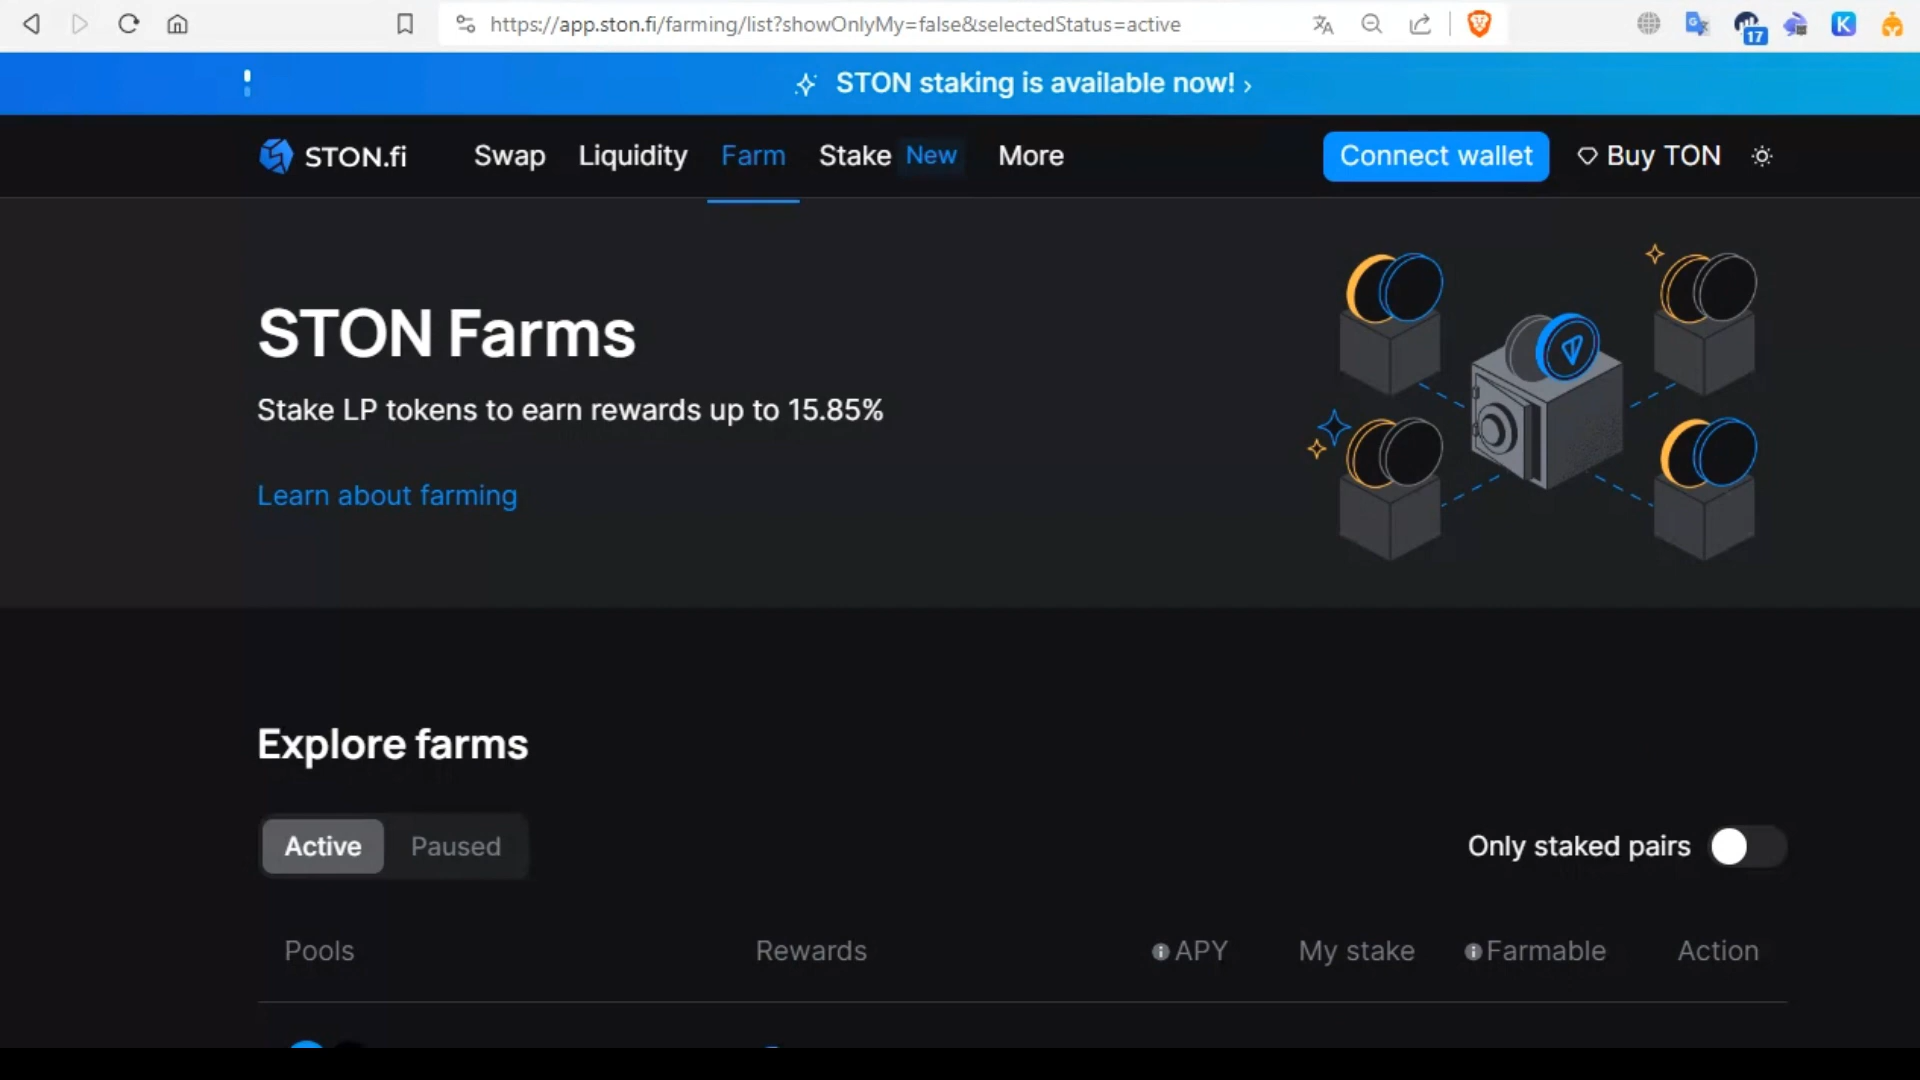 https://app.ston.fi/farming/list?showOnlyMy=false&selectedStatus=active
17
K
STON staking is available now! ›
STON.fi Swap Liquidity Farm Stake New More Connect wallet Buy TON
STON Farms
Stake LP tokens to earn rewards up to 15.85%
Learn about farming
Explore farms
Active Paused Only staked pairs
Pools Rewards APY My stake Farmable Action